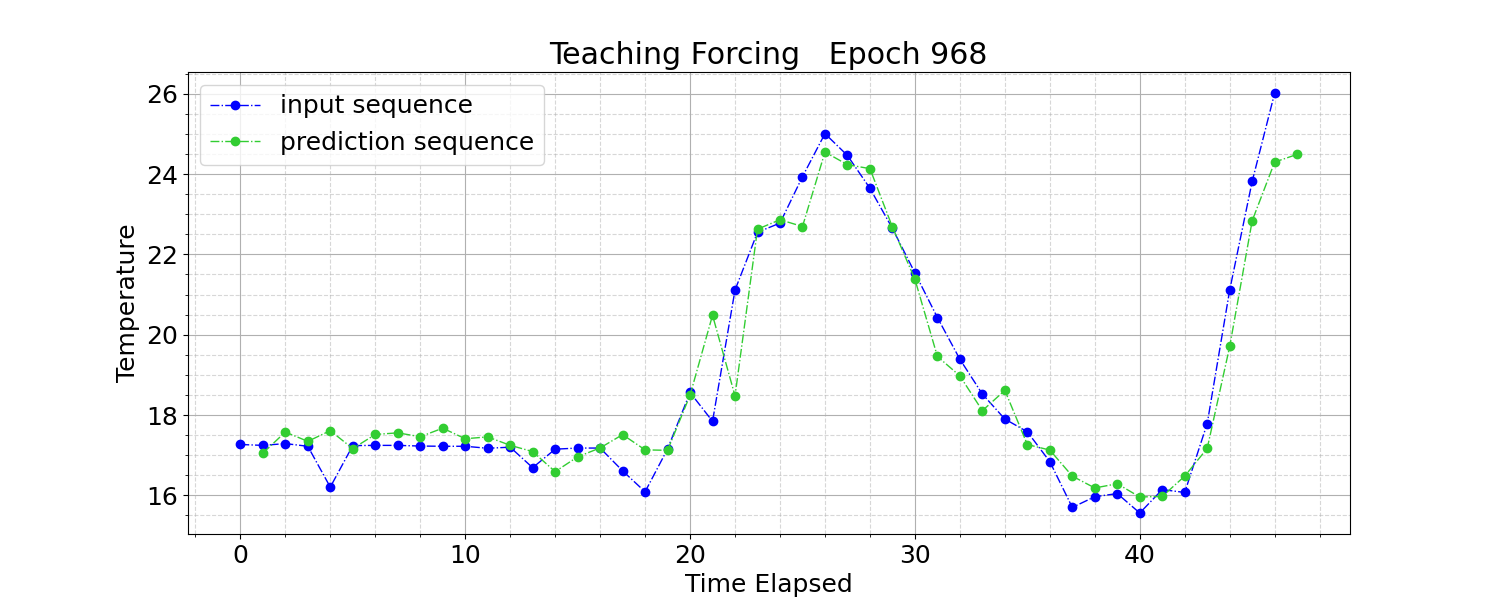 Teaching Forcing   Epoch 968
input sequence
prediction sequence
26
24
22
20
18
16
Temperature
0 10 20 30 40
Time Elapsed